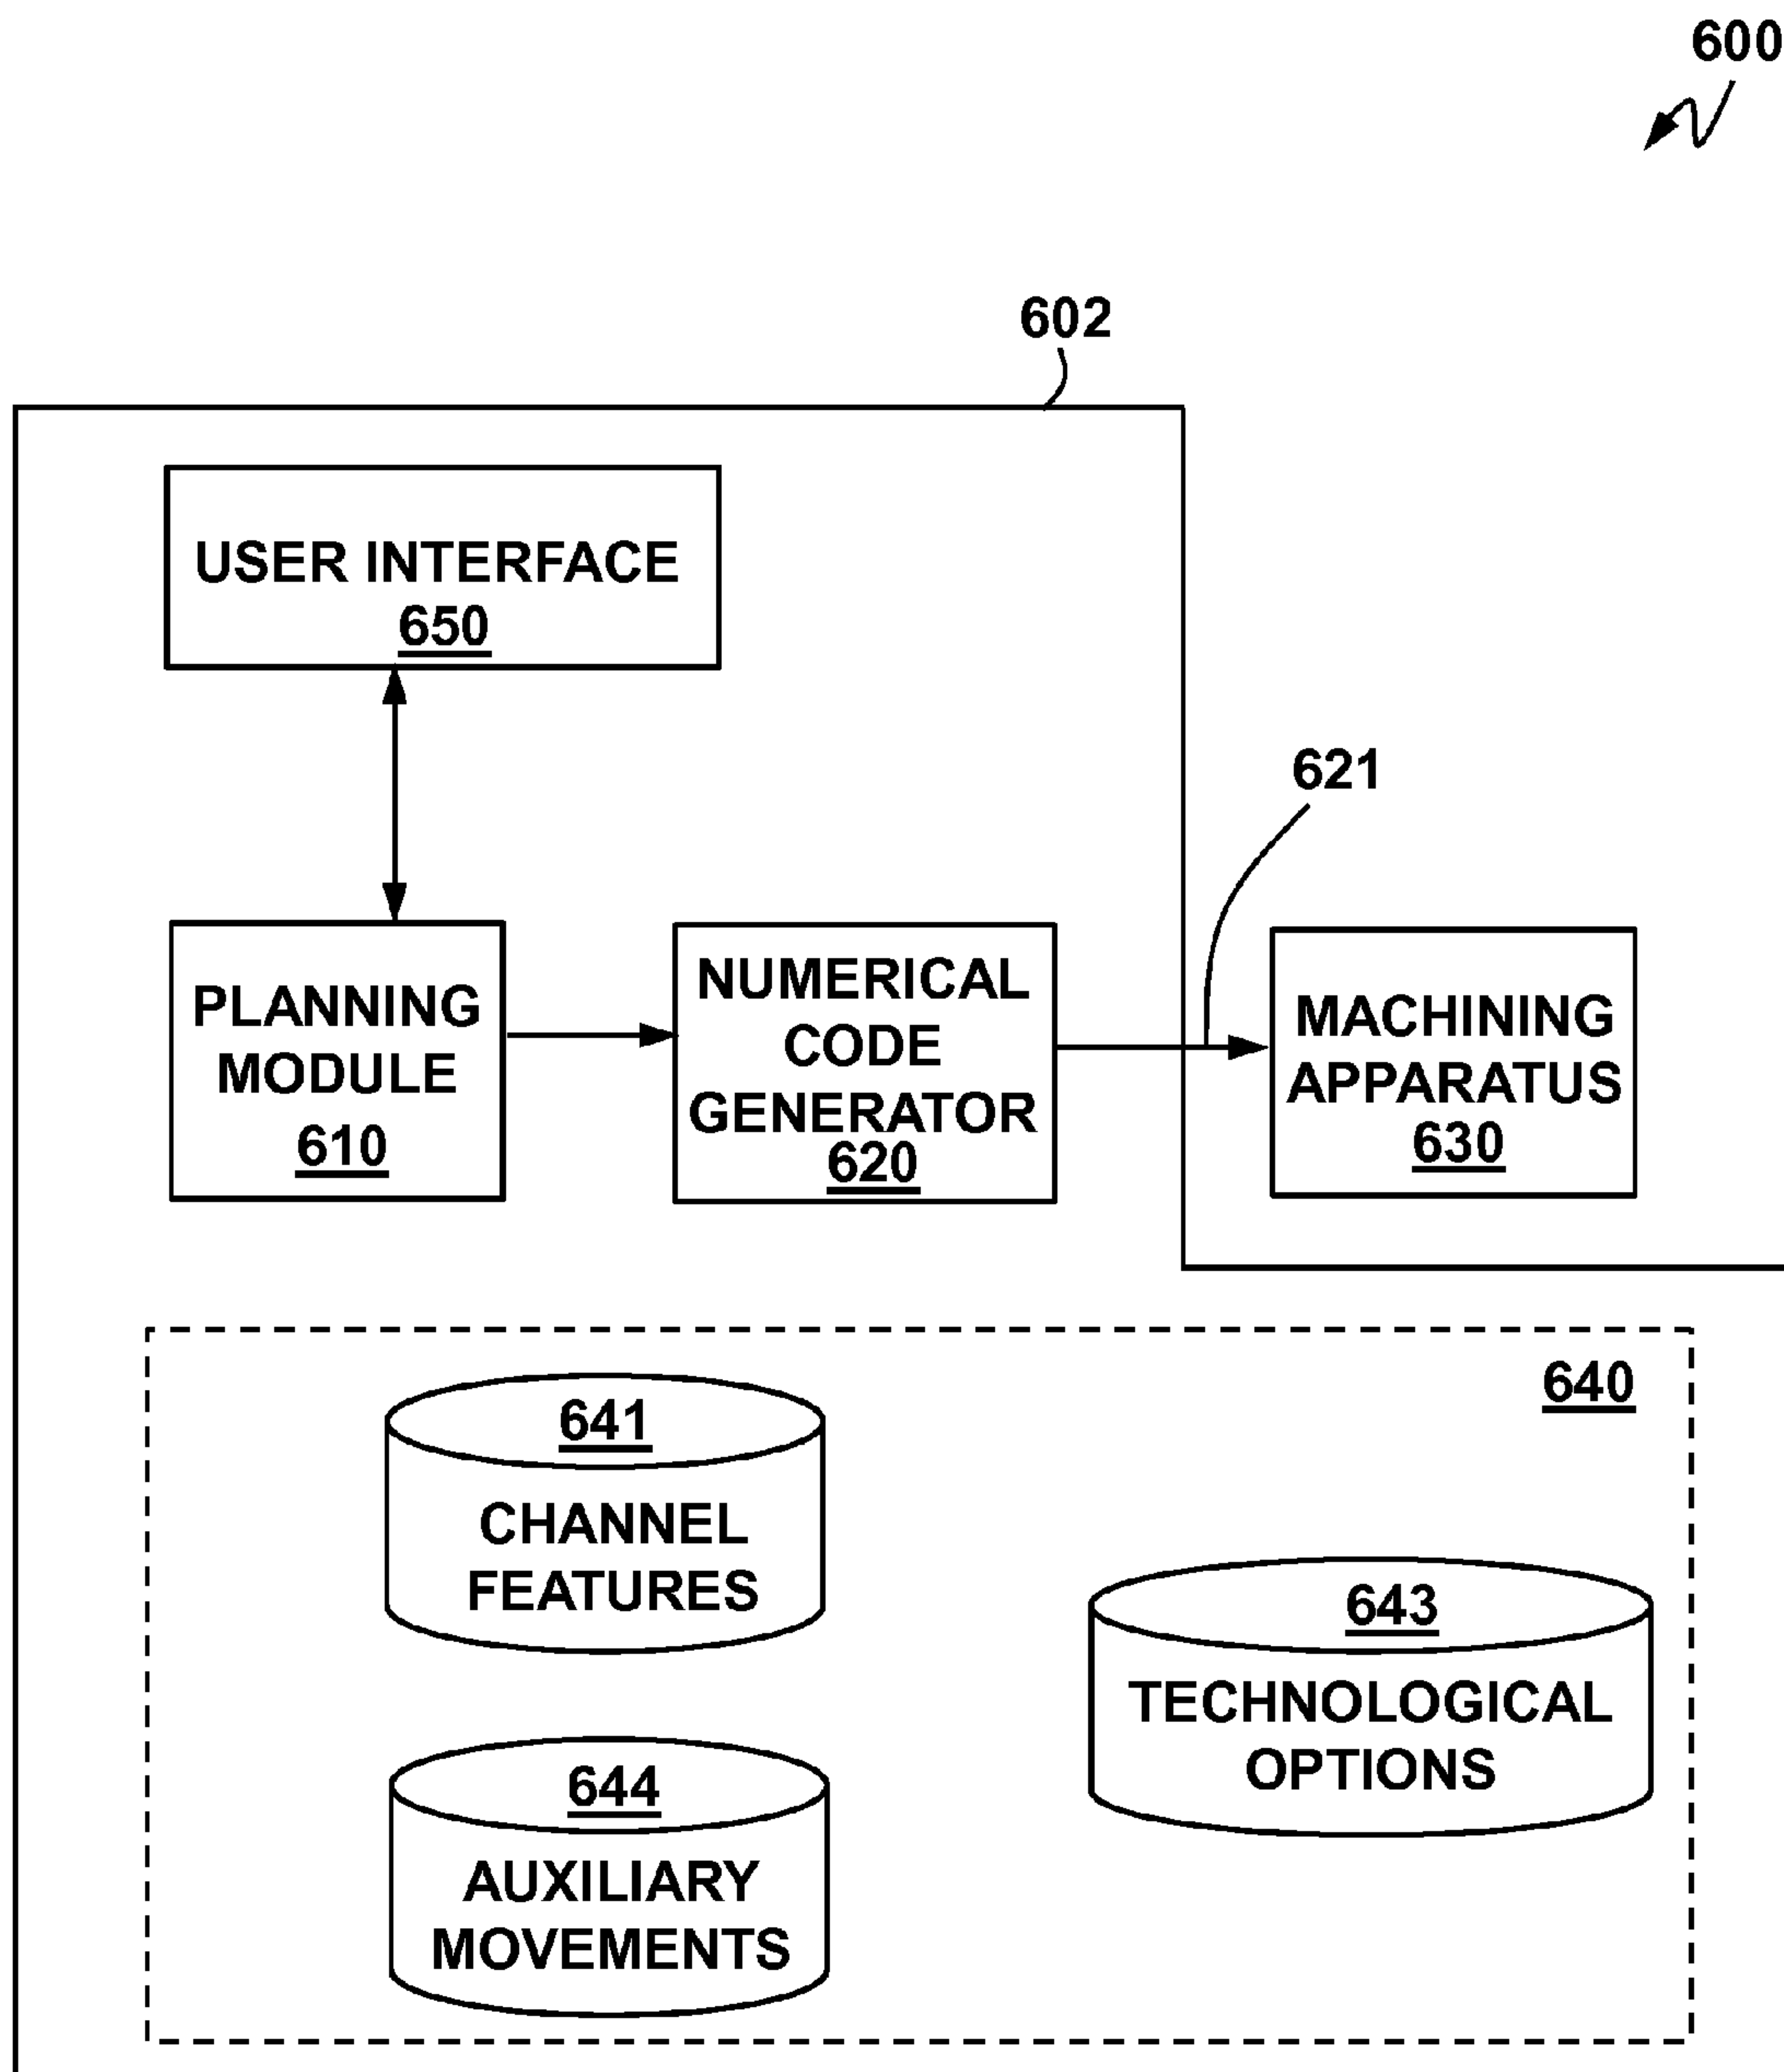 600
602
USER INTERFACE
650
621
PLANNING
MODULE
610
NUMERICAL
CODE
GENERATOR
620
MACHINING
APPARATUS
630
640
641
CHANNEL
FEATURES
643
TECHNOLOGICAL
OPTIONS
644
AUXILIARY
MOVEMENTS